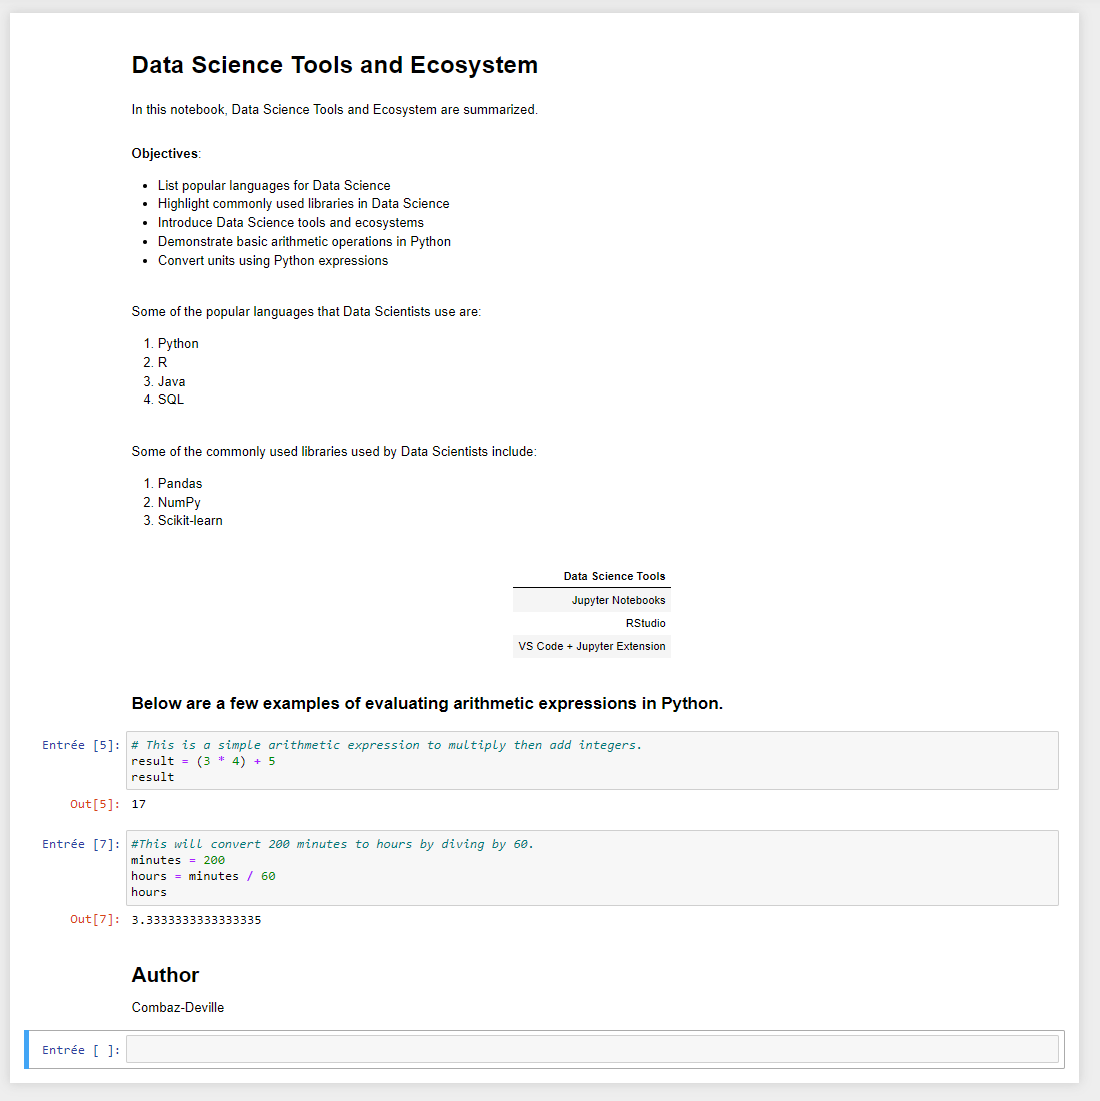 Data Science Tools and Ecosystem
In this notebook, Data Science Tools and Ecosystem are summarized.
Objectives:
• List popular languages for Data Science
• Highlight commonly used libraries in Data Science
• Introduce Data Science tools and ecosystems
• Demonstrate basic arithmetic operations in Python
• Convert units using Python expressions
Some of the popular languages that Data Scientists use are:
1. Python
2. R
3. Java
4. SQL
Some of the commonly used libraries used by Data Scientists include:
1. Pandas
2. NumPy
3. Scikit-learn
Data Science Tools
Jupyter Notebooks
RStudio
VS Code + Jupyter Extension
Below are a few examples of evaluating arithmetic expressions in Python.
Entrée [5]: # This is a simple arithmetic expression to multiply then add integers.
result = (3 * 4) + 5
result
Out[5]: 17
Entrée [7]: #This will convert 200 minutes to hours by diving by 60.
minutes = 200
hours = minutes / 60
hours
Out[7]: 3.3333333333333335
Author
Combaz-Deville
Entrée [ ]: